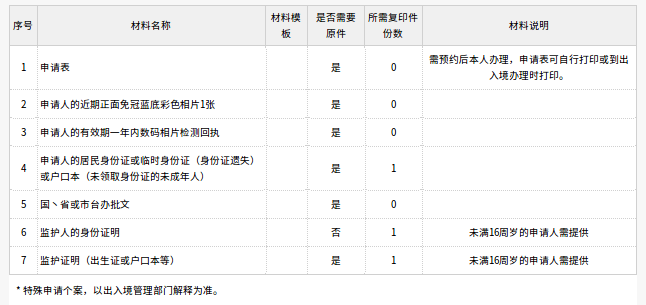 序号 材料名称 材料模板 是否需要原件 所需复印件份数 材料说明
1 申请表 是 0 需预约后本人办理，申请表可自行打印或到出入境办理时打印。
2 申请人的近期正面免冠蓝底彩色相片1张 是 0
3 申请人的有效期一年内数码相片检测回执 是 0
4 申请人的居民身份证或临时身份证（身份证遗失）
或户口本（未领取身份证的未成年人） 是 1
5 国丶省或市台办批文 是 0
6 监护人的身份证明 否 1 未满16周岁的申请人需提供
7 监护证明（出生证或户口本等） 是 1 未满16周岁的申请人需提供
* 特殊申请个案，以出入境管理部门解释为准。